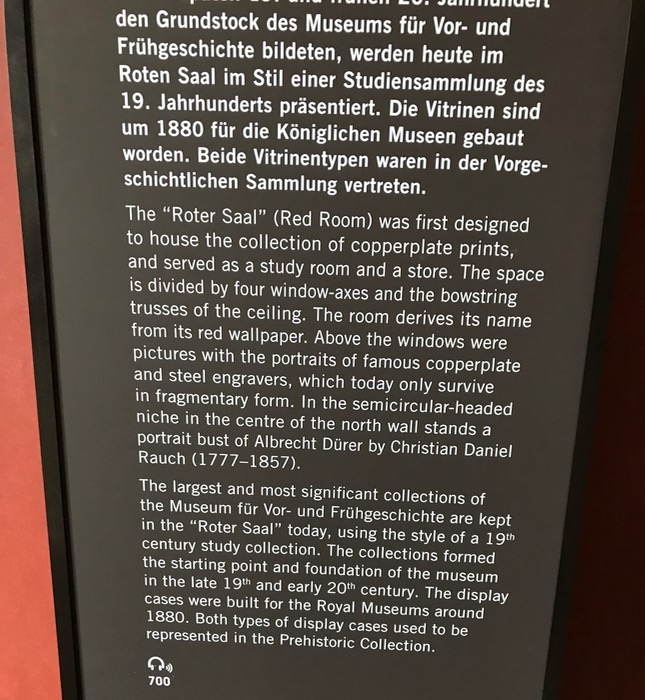 und frühen 20. Jahrhundert
den Grundstock des Museums für Vor- und
Frühgeschichte bildeten, werden heute im
Roten Saal im Stil einer Studiensammlung des
19. Jahrhunderts präsentiert. Die Vitrinen sind
um 1880 für die Königlichen Museen gebaut
worden. Beide Vitrinentypen waren in der Vorge-
schichtlichen Sammlung vertreten.
The “Roter Saal” (Red Room) was first designed
to house the collection of copperplate prints,
and served as a study room and a store. The space
is divided by four window-axes and the bowstring
trusses of the ceiling. The room derives its name
from its red wallpaper. Above the windows were
pictures with the portraits of famous copperplate
and steel engravers, which today only survive
in fragmentary form. In the semicircular-headed
niche in the centre of the north wall stands a
portrait bust of Albrecht Dürer by Christian Daniel
Rauch (1777–1857).
The largest and most significant collections of
the Museum für Vor- und Frühgeschichte are kept
in the “Roter Saal” today, using the style of a 19th
century study collection. The collections formed
the starting point and foundation of the museum
in the late 19th and early 20th century. The display
cases were built for the Royal Museums around
1880. Both types of display cases used to be
represented in the Prehistoric Collection.
700